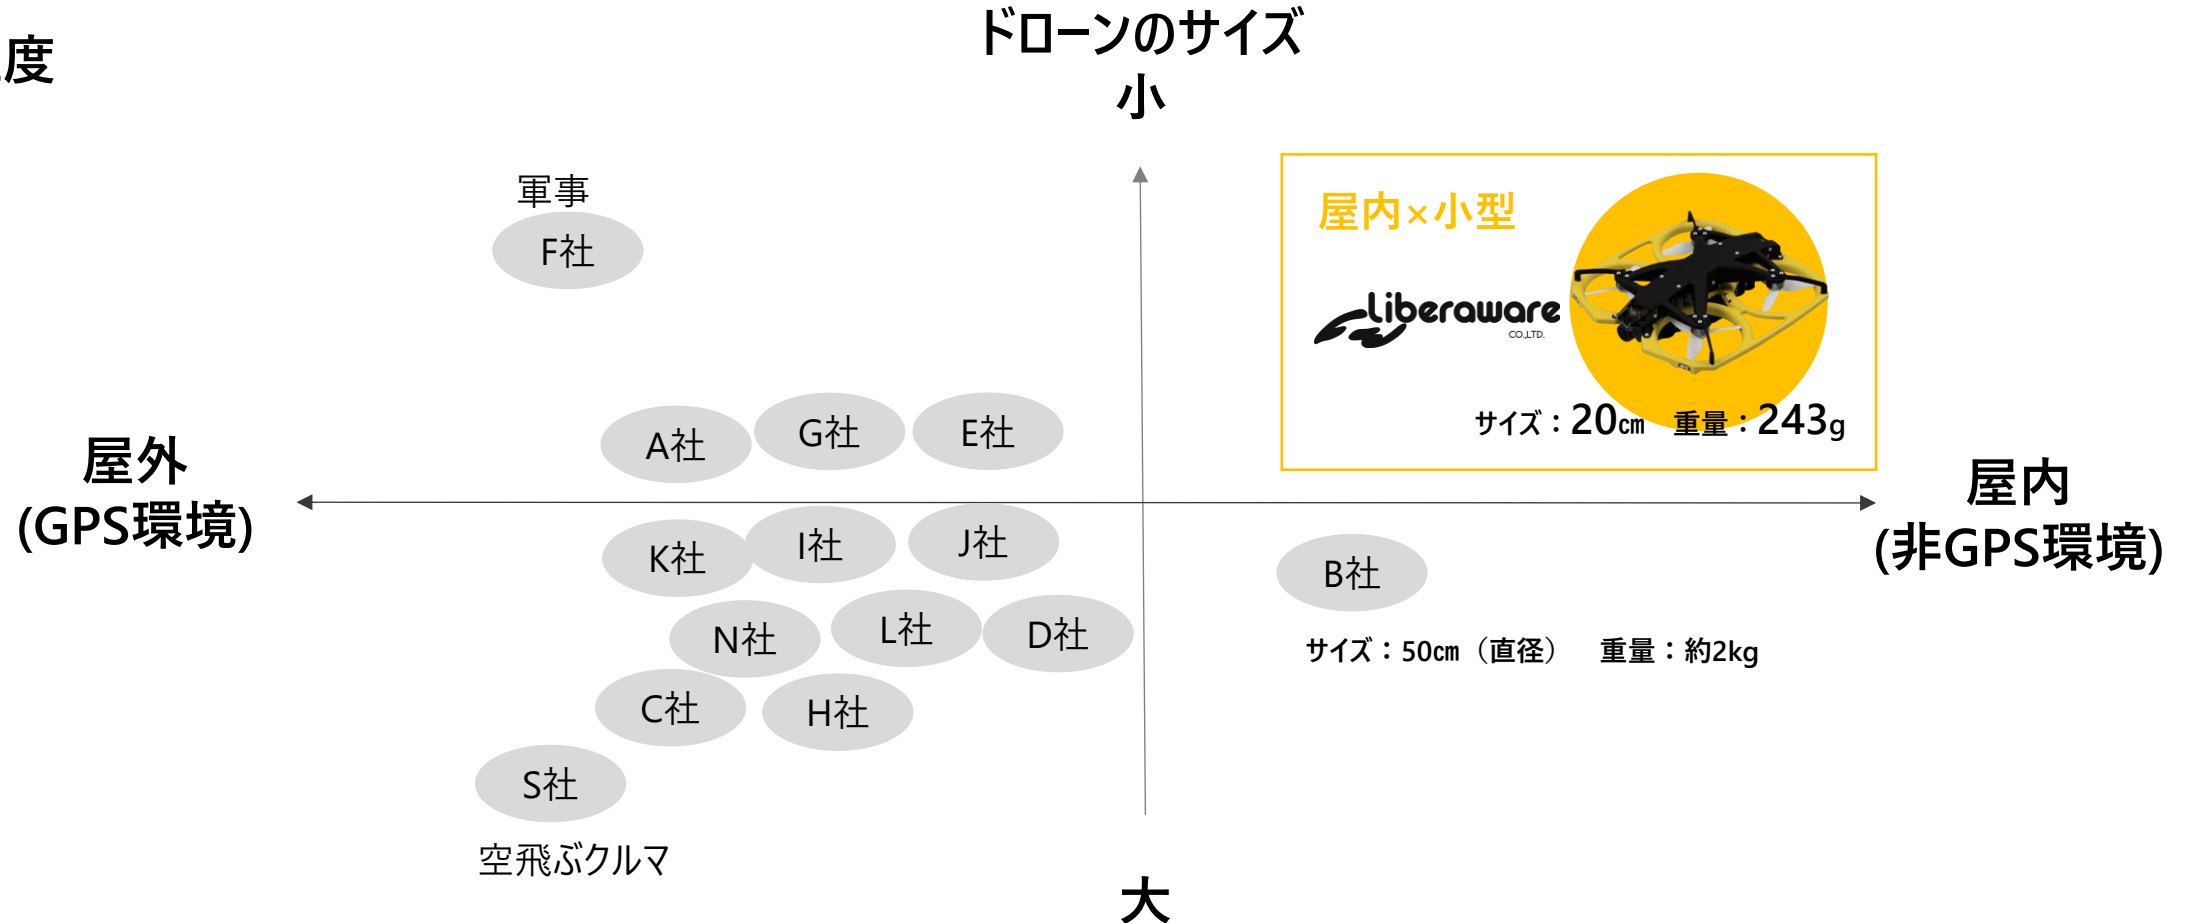 度
ドローンのサイズ
小
軍事
F社
屋内×小型
Liberaware
CO.,LTD.
サイズ：20㎝　重量：243g
A社
G社
E社
屋外
(GPS環境)
屋内
(非GPS環境)
K社
I社
J社
B社
N社
L社
D社
サイズ：50㎝（直径）　重量：約2kg
C社
H社
S社
空飛ぶクルマ
大